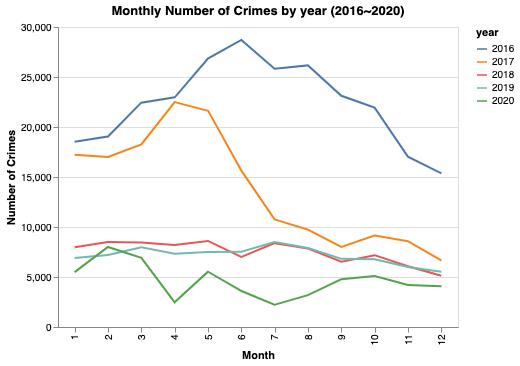 Monthly Number of Crimes by year (2016~2020)
30,000
25,000
20,000
15,000
10,000
5,000
0
Number of Crimes
1 2 3 4 5 6 7 8 9 10 11 12
Month
year
2016
2017
2018
2019
2020